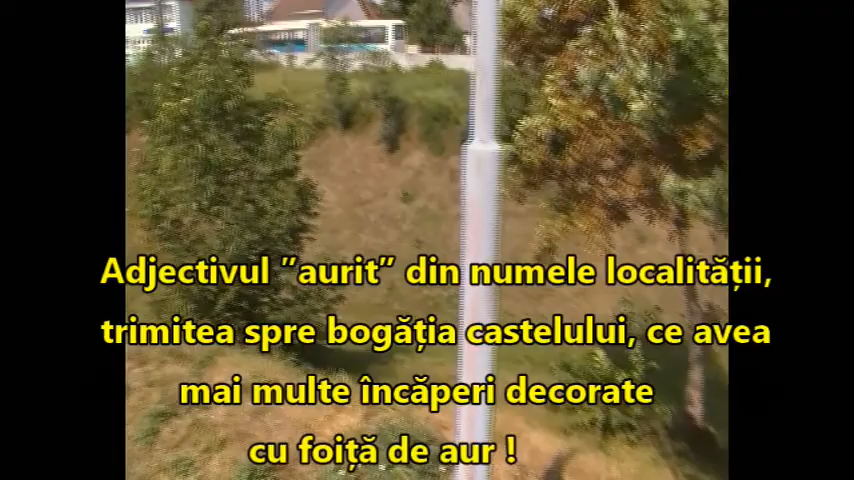 Adjectivul ”aurit” din numele localității,
trimitea spre bogăția castelului, ce avea
mai multe încăperi decorate
cu foiță de aur !